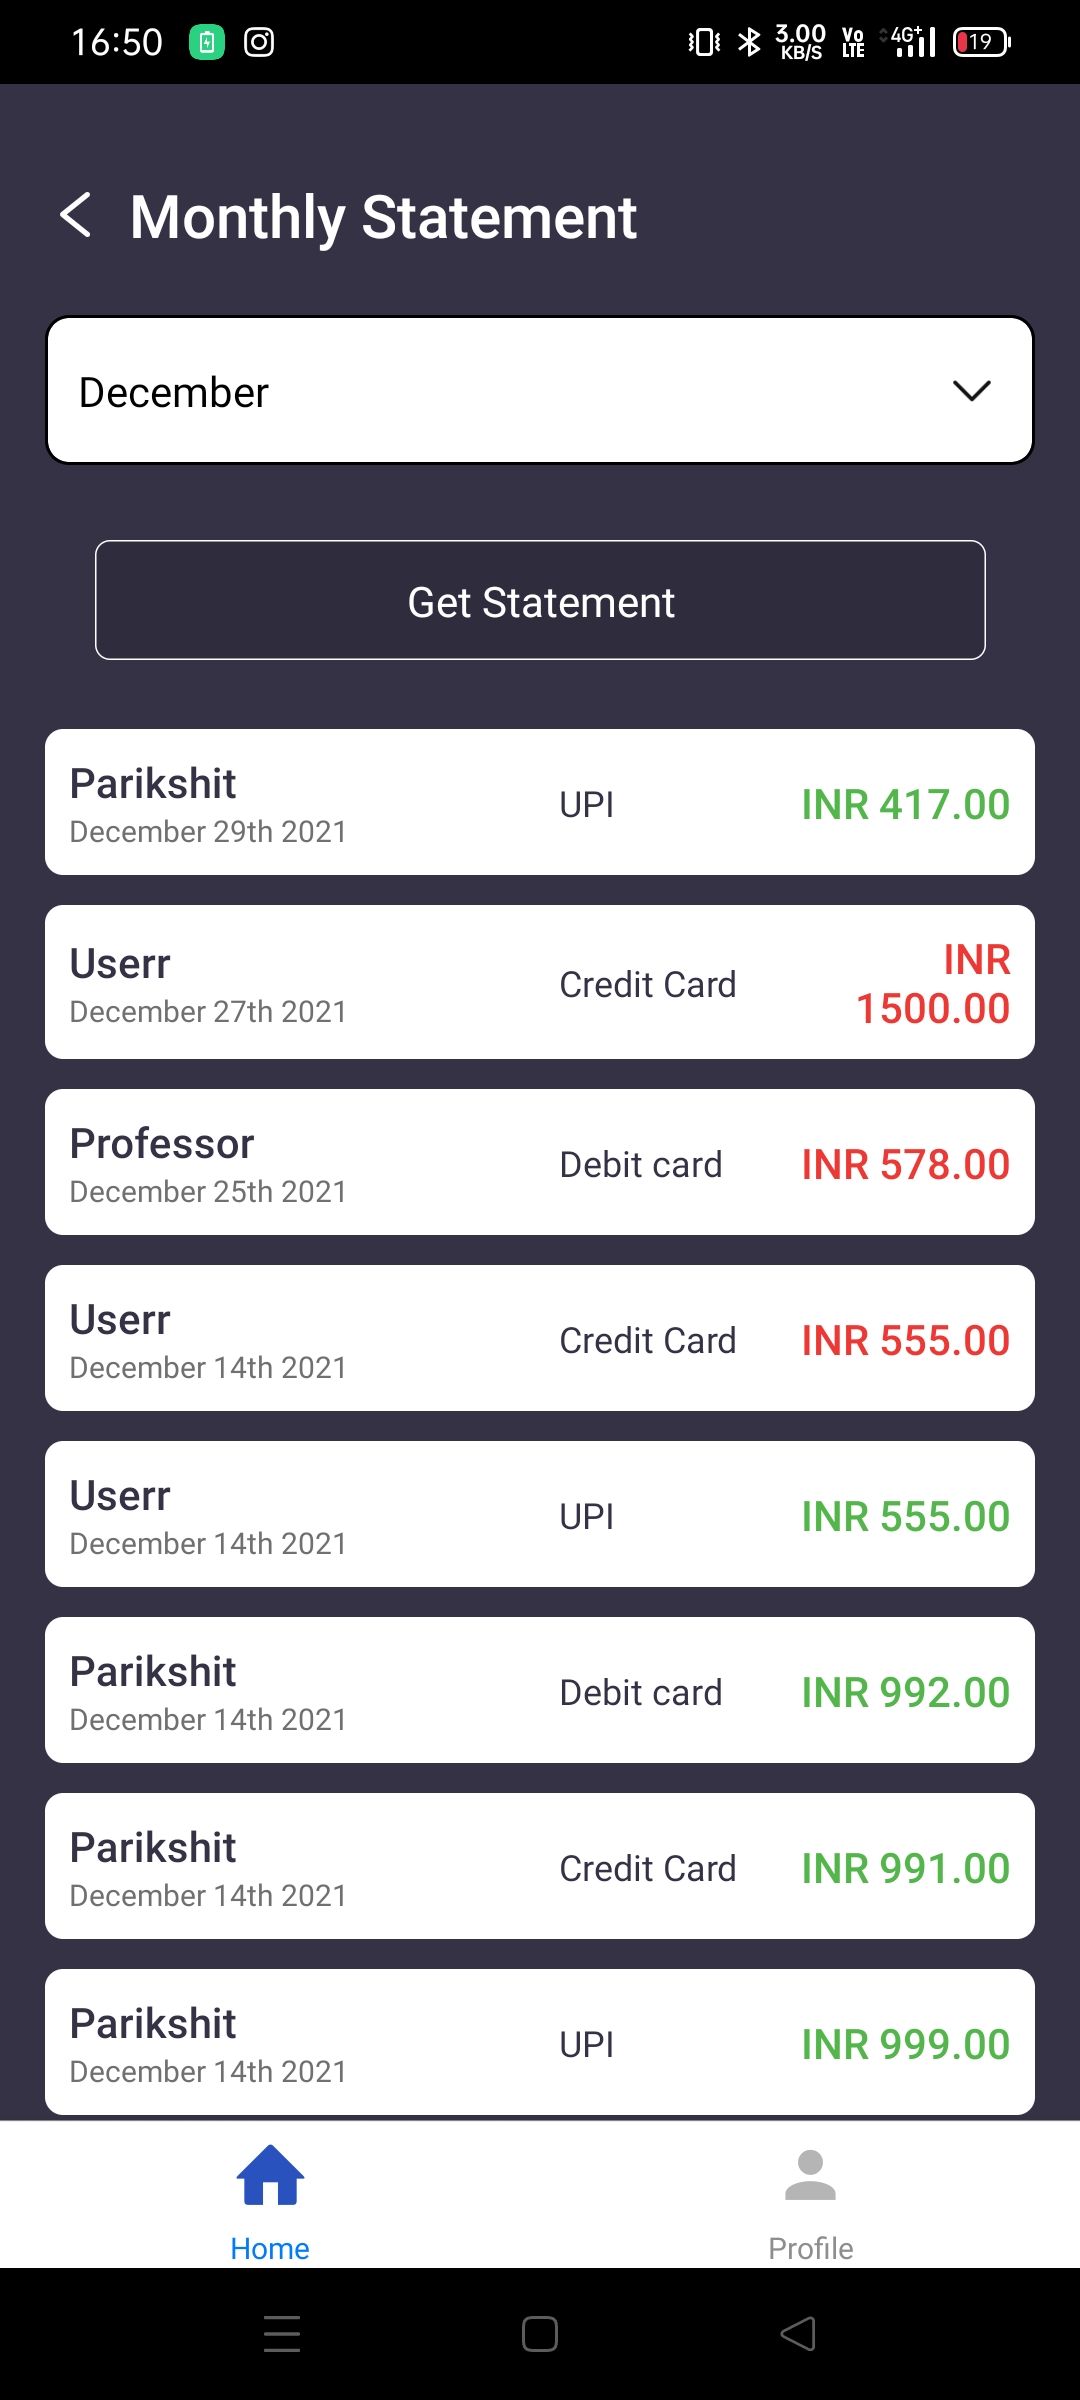 16:50 3.00 KB/S Vo LTE 4G+ 19
Monthly Statement
December
Get Statement
Parikshit
December 29th 2021
UPI
INR 417.00
Userr
December 27th 2021
Credit Card
INR
1500.00
Professor
December 25th 2021
Debit card
INR 578.00
Userr
December 14th 2021
Credit Card
INR 555.00
Userr
December 14th 2021
UPI
INR 555.00
Parikshit
December 14th 2021
Debit card
INR 992.00
Parikshit
December 14th 2021
Credit Card
INR 991.00
Parikshit
December 14th 2021
UPI
INR 999.00
Home
Profile